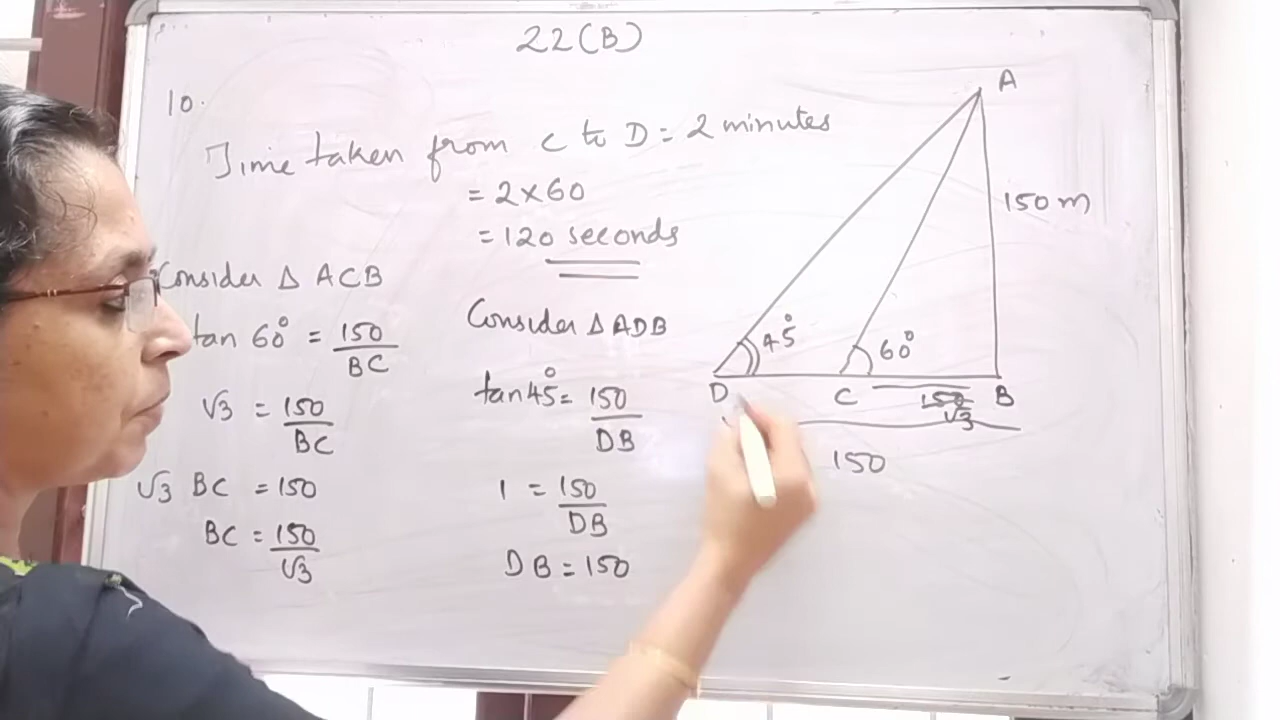 22(B)
10.
Time taken from C to D = 2 minutes
= 2×60
= 120 seconds
Consider Δ ACB
tan 60° = 150/BC
√3 = 150/BC
√3 BC = 150
BC = 150/√3
Consider Δ ADB
tan 45° = 150/DB
1 = 150/DB
DB = 150
A
150 m
45°
60°
D C B
150/√3
150